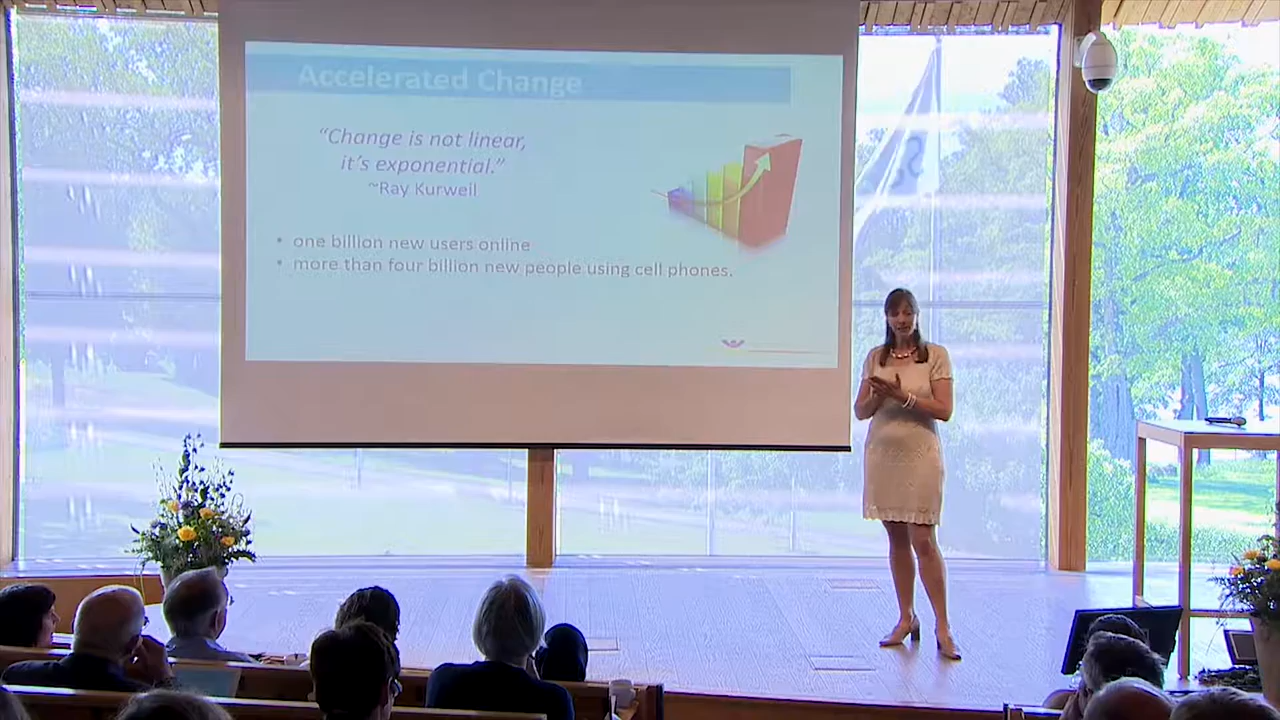 Accelerated Change
“Change is not linear,
it’s exponential.”
~Ray Kurweil
• one billion new users online
• more than four billion new people using cell phones.